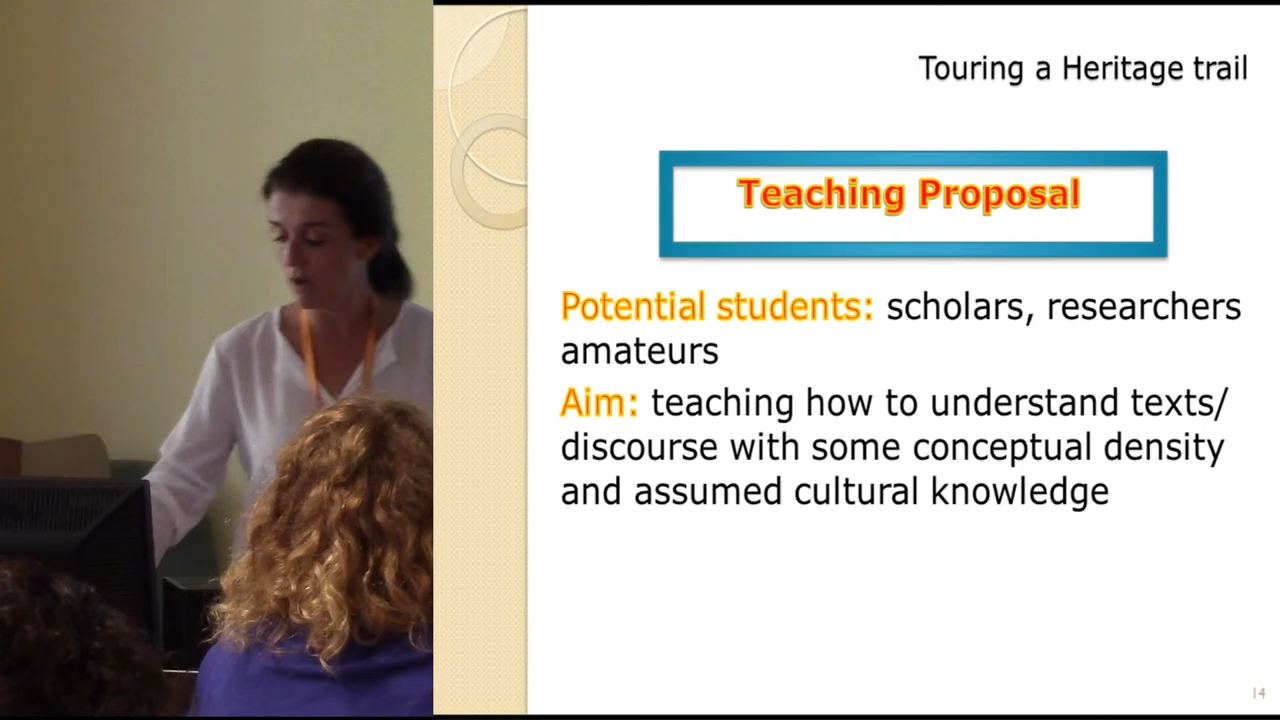 Touring a Heritage trail
Teaching Proposal
Potential students: scholars, researchers
amateurs
Aim: teaching how to understand texts/
discourse with some conceptual density
and assumed cultural knowledge
14